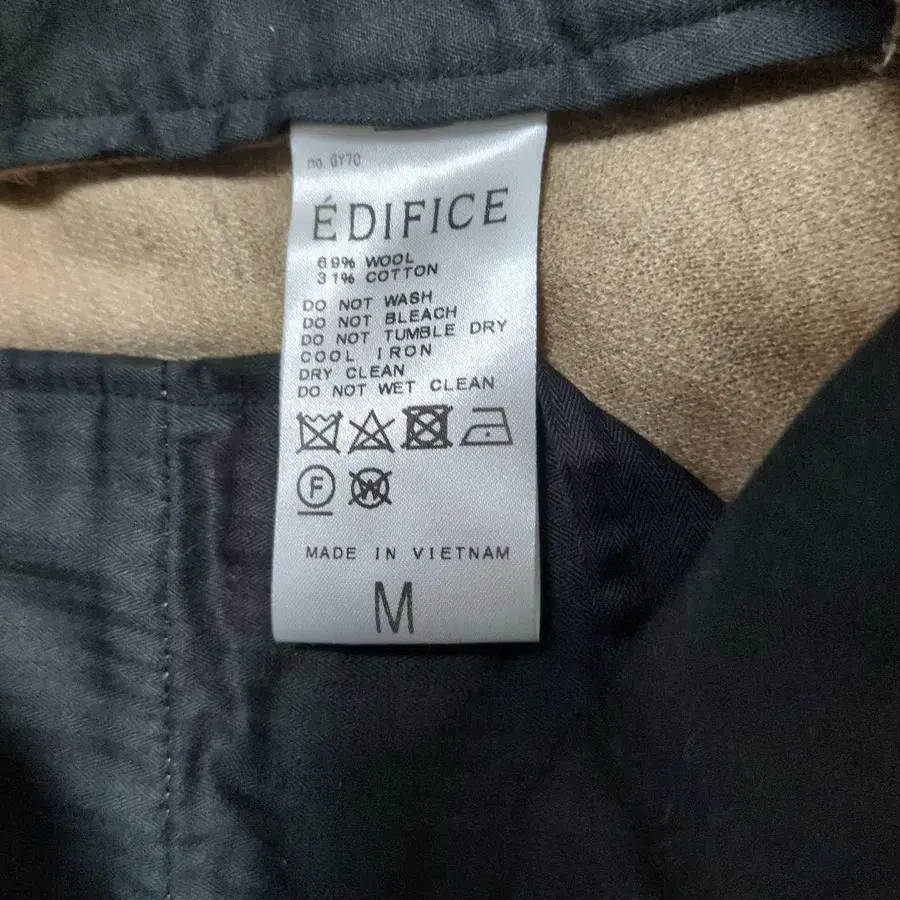 no. GY70
ÉDIFICE
69% WOOL
31% COTTON
DO NOT WASH
DO NOT BLEACH
DO NOT TUMBLE DRY
COOL IRON
DRY CLEAN
DO NOT WET CLEAN
F W
MADE IN VIETNAM
M